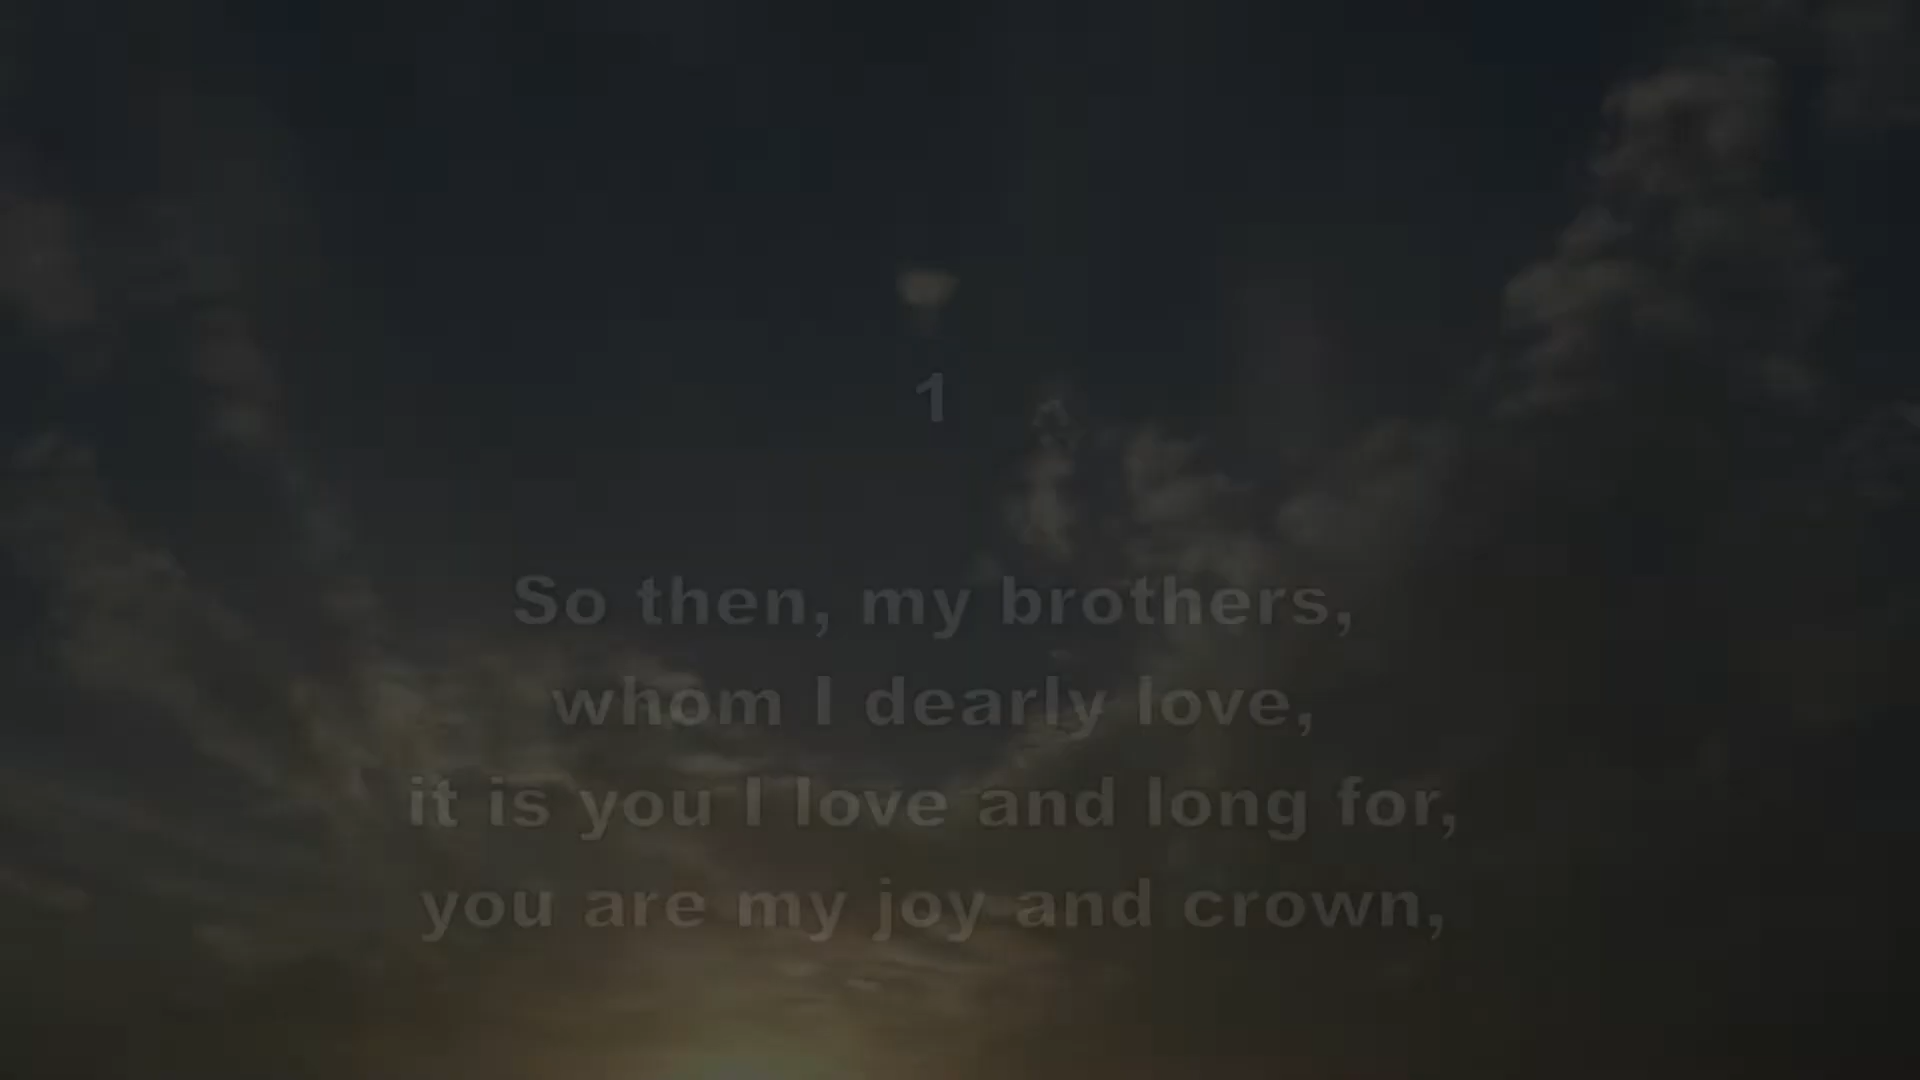 1
So then, my brothers,
whom I dearly love,
it is you I love and long for,
you are my joy and crown,